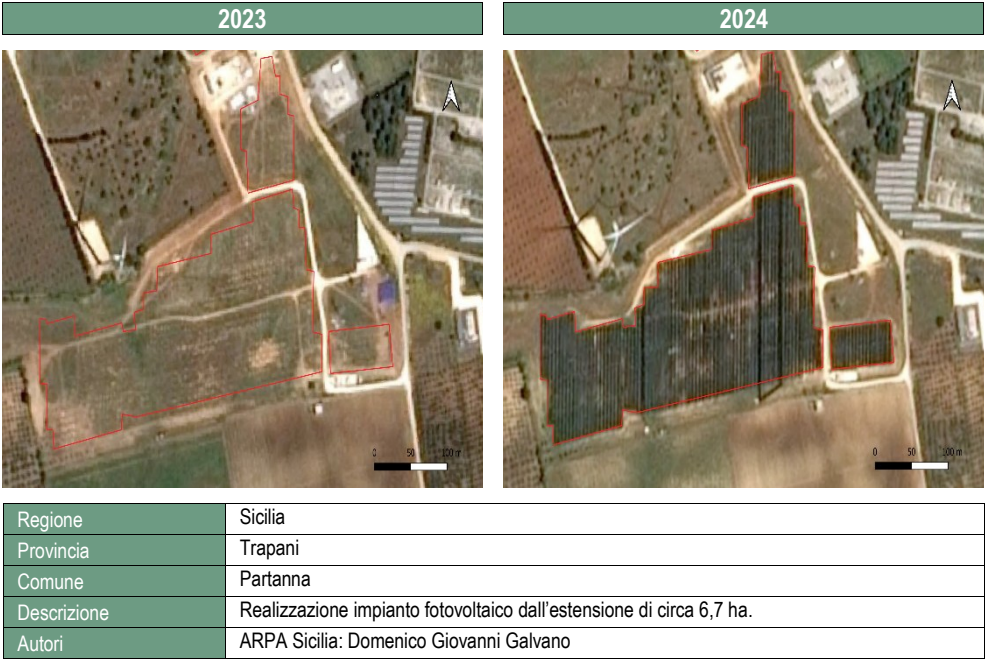 2023
2024
0 50 100 m
0 50 100 m
Regione Sicilia
Provincia Trapani
Comune Partanna
Descrizione Realizzazione impianto fotovoltaico dall’estensione di circa 6,7 ha.
Autori ARPA Sicilia: Domenico Giovanni Galvano